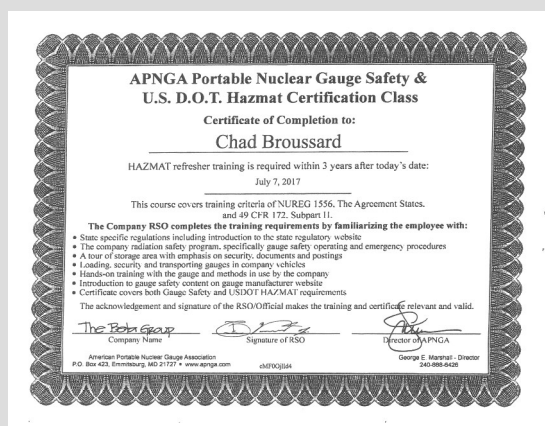 APNGA Portable Nuclear Gauge Safety &
U.S. D.O.T. Hazmat Certification Class
Certificate of Completion to:
Chad Broussard
HAZMAT refresher training is required within 3 years after today's date:
July 7, 2017
This course covers training criteria of NUREG 1556, The Agreement States.
and 49 CFR 172. Subpart H.
The Company RSO completes the training requirements by familiarizing the employee with:
• State specific regulations including introduction to the state regulatory website
• The company radiation safety program, specifically gauge safety operating and emergency procedures
• A tour of storage area with emphasis on security, documents and postings
• Loading, security and transporting gauges in company vehicles
• Hands-on training with the gauge and methods in use by the company
• Introduction to gauge safety content on gauge manufacturer website
• Certificate covers both Gauge Safety and USDOT HAZMAT requirements
The acknowledgement and signature of the RSO/Official makes the training and certificate relevant and valid.
The Beta Group
Company Name
Signature of RSO
Director of APNGA
American Portable Nuclear Gauge Association
P.O. Box 423, Emmitsburg, MD 21727 • www.apnga.com
George E. Marshall - Director
240-888-6426